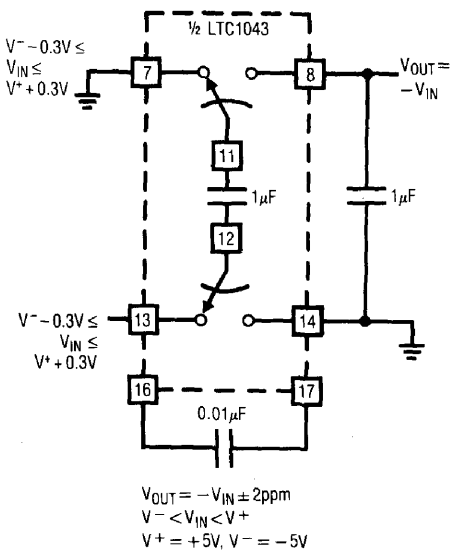 ½ LTC1043
V⁻ − 0.3V ≤
V_IN ≤
V⁺ + 0.3V
7
8
V_OUT =
−V_IN
11
1µF
1µF
12
V⁻ − 0.3V ≤
V_IN ≤
V⁺ + 0.3V
13
14
16
17
0.01µF
V_OUT = −V_IN ± 2ppm
V⁻ < V_IN < V⁺
V⁺ = +5V, V⁻ = −5V